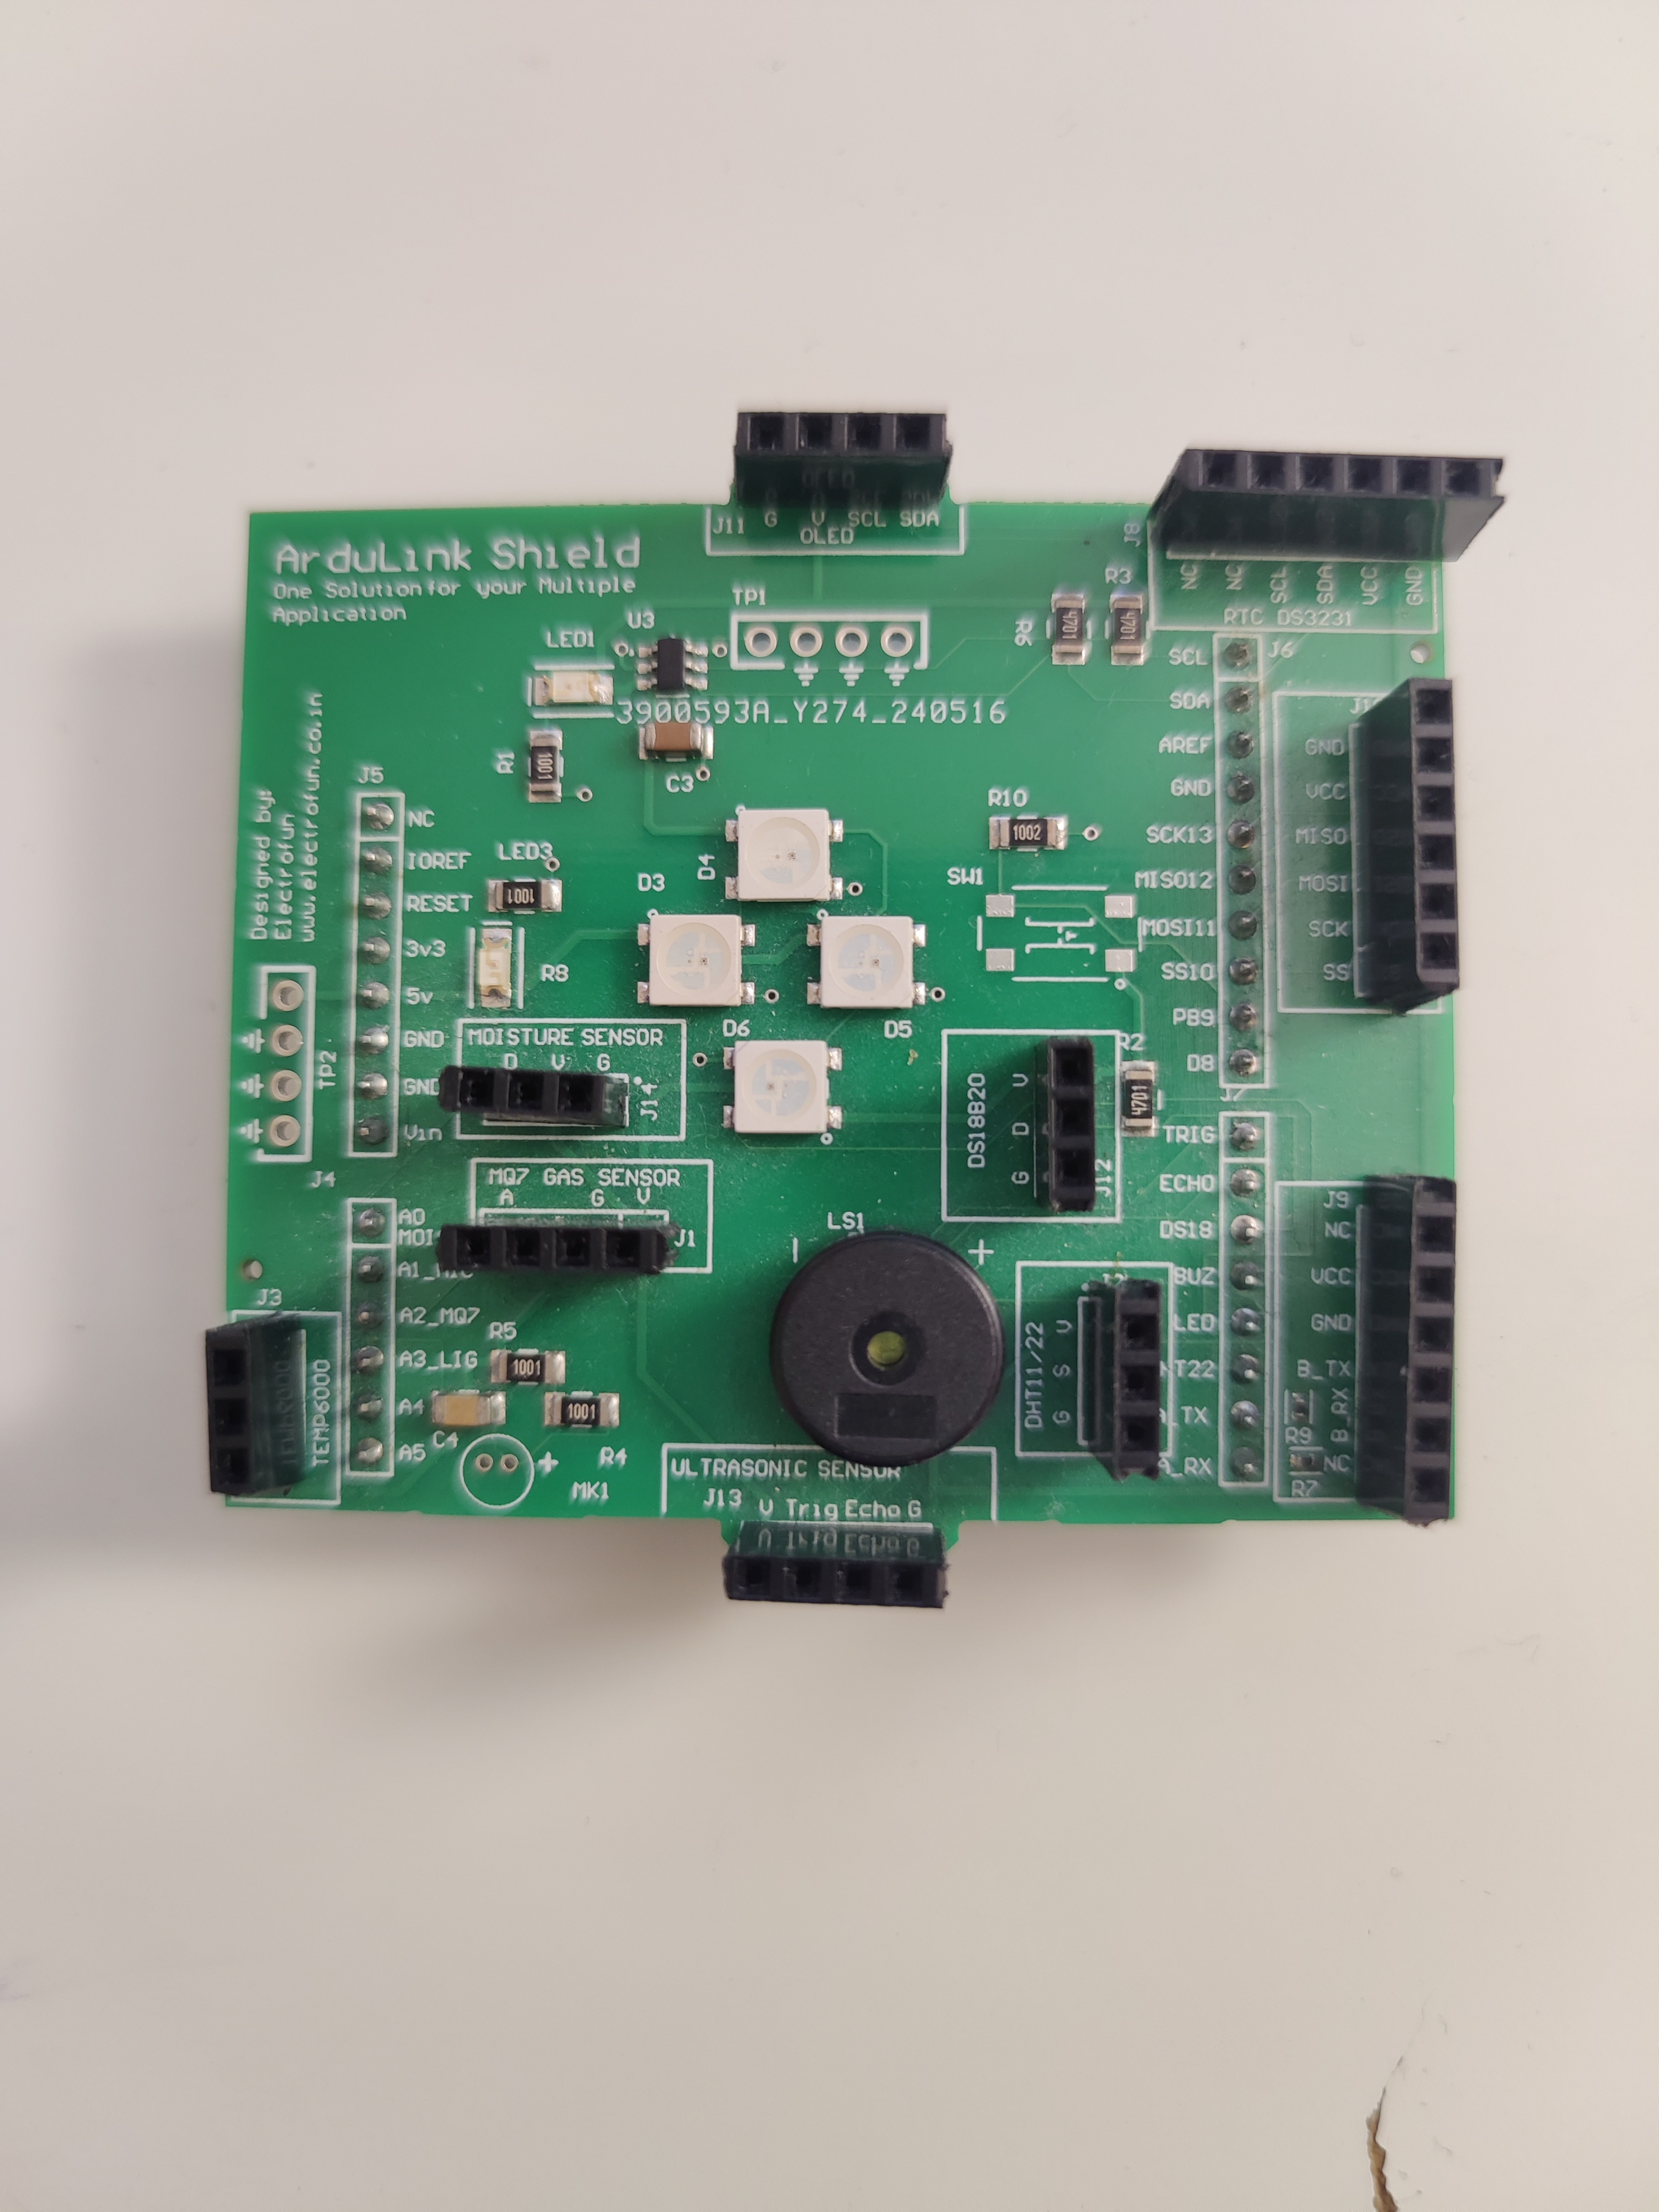 G V SCL SDA
J11
OLED
J8
NC NC SCL SDA VCC GND
RTC DS3231
ArduLink Shield
One Solution for your Multiple
Application
TP1
U3
LED1
R6
R3
3900593A_Y274_240516
R1
1001
C3
4701
4701
Designed by:
Electrofun
www.electrofun.co.in
J5
NC
IOREF
RESET
3v3
5v
GND
GND
Vin
TP2
J4
LED3
1001
R8
D3
D4
D5
D6
R10
1002
SW1
J6
SCL
SDA
AREF
GND
SCK13
MISO12
MOSI11
SS10
PB9
D8
J7
GND
VCC
MISO
MOSI
SCK
SS
MOISTURE SENSOR
D V G
J14
MQ7 GAS SENSOR
A G V
J1
DS18B20
V
D
G
J12
R2
4701
TRIG
ECHO
DS18
BUZ
LED
A_RX
J9
NC
VCC
GND
B_TX
B_RX
NC
R9
R7
A0
A2_MQ7
A3_LIG
A4
A5
J3
TEMP6000
R5
1001
1001
R4
C4
MK1
+
LS1
+
DHT11/22
V
S
G
ULTRASONIC SENSOR
J13
V Trig Echo G
V Trig Echo G